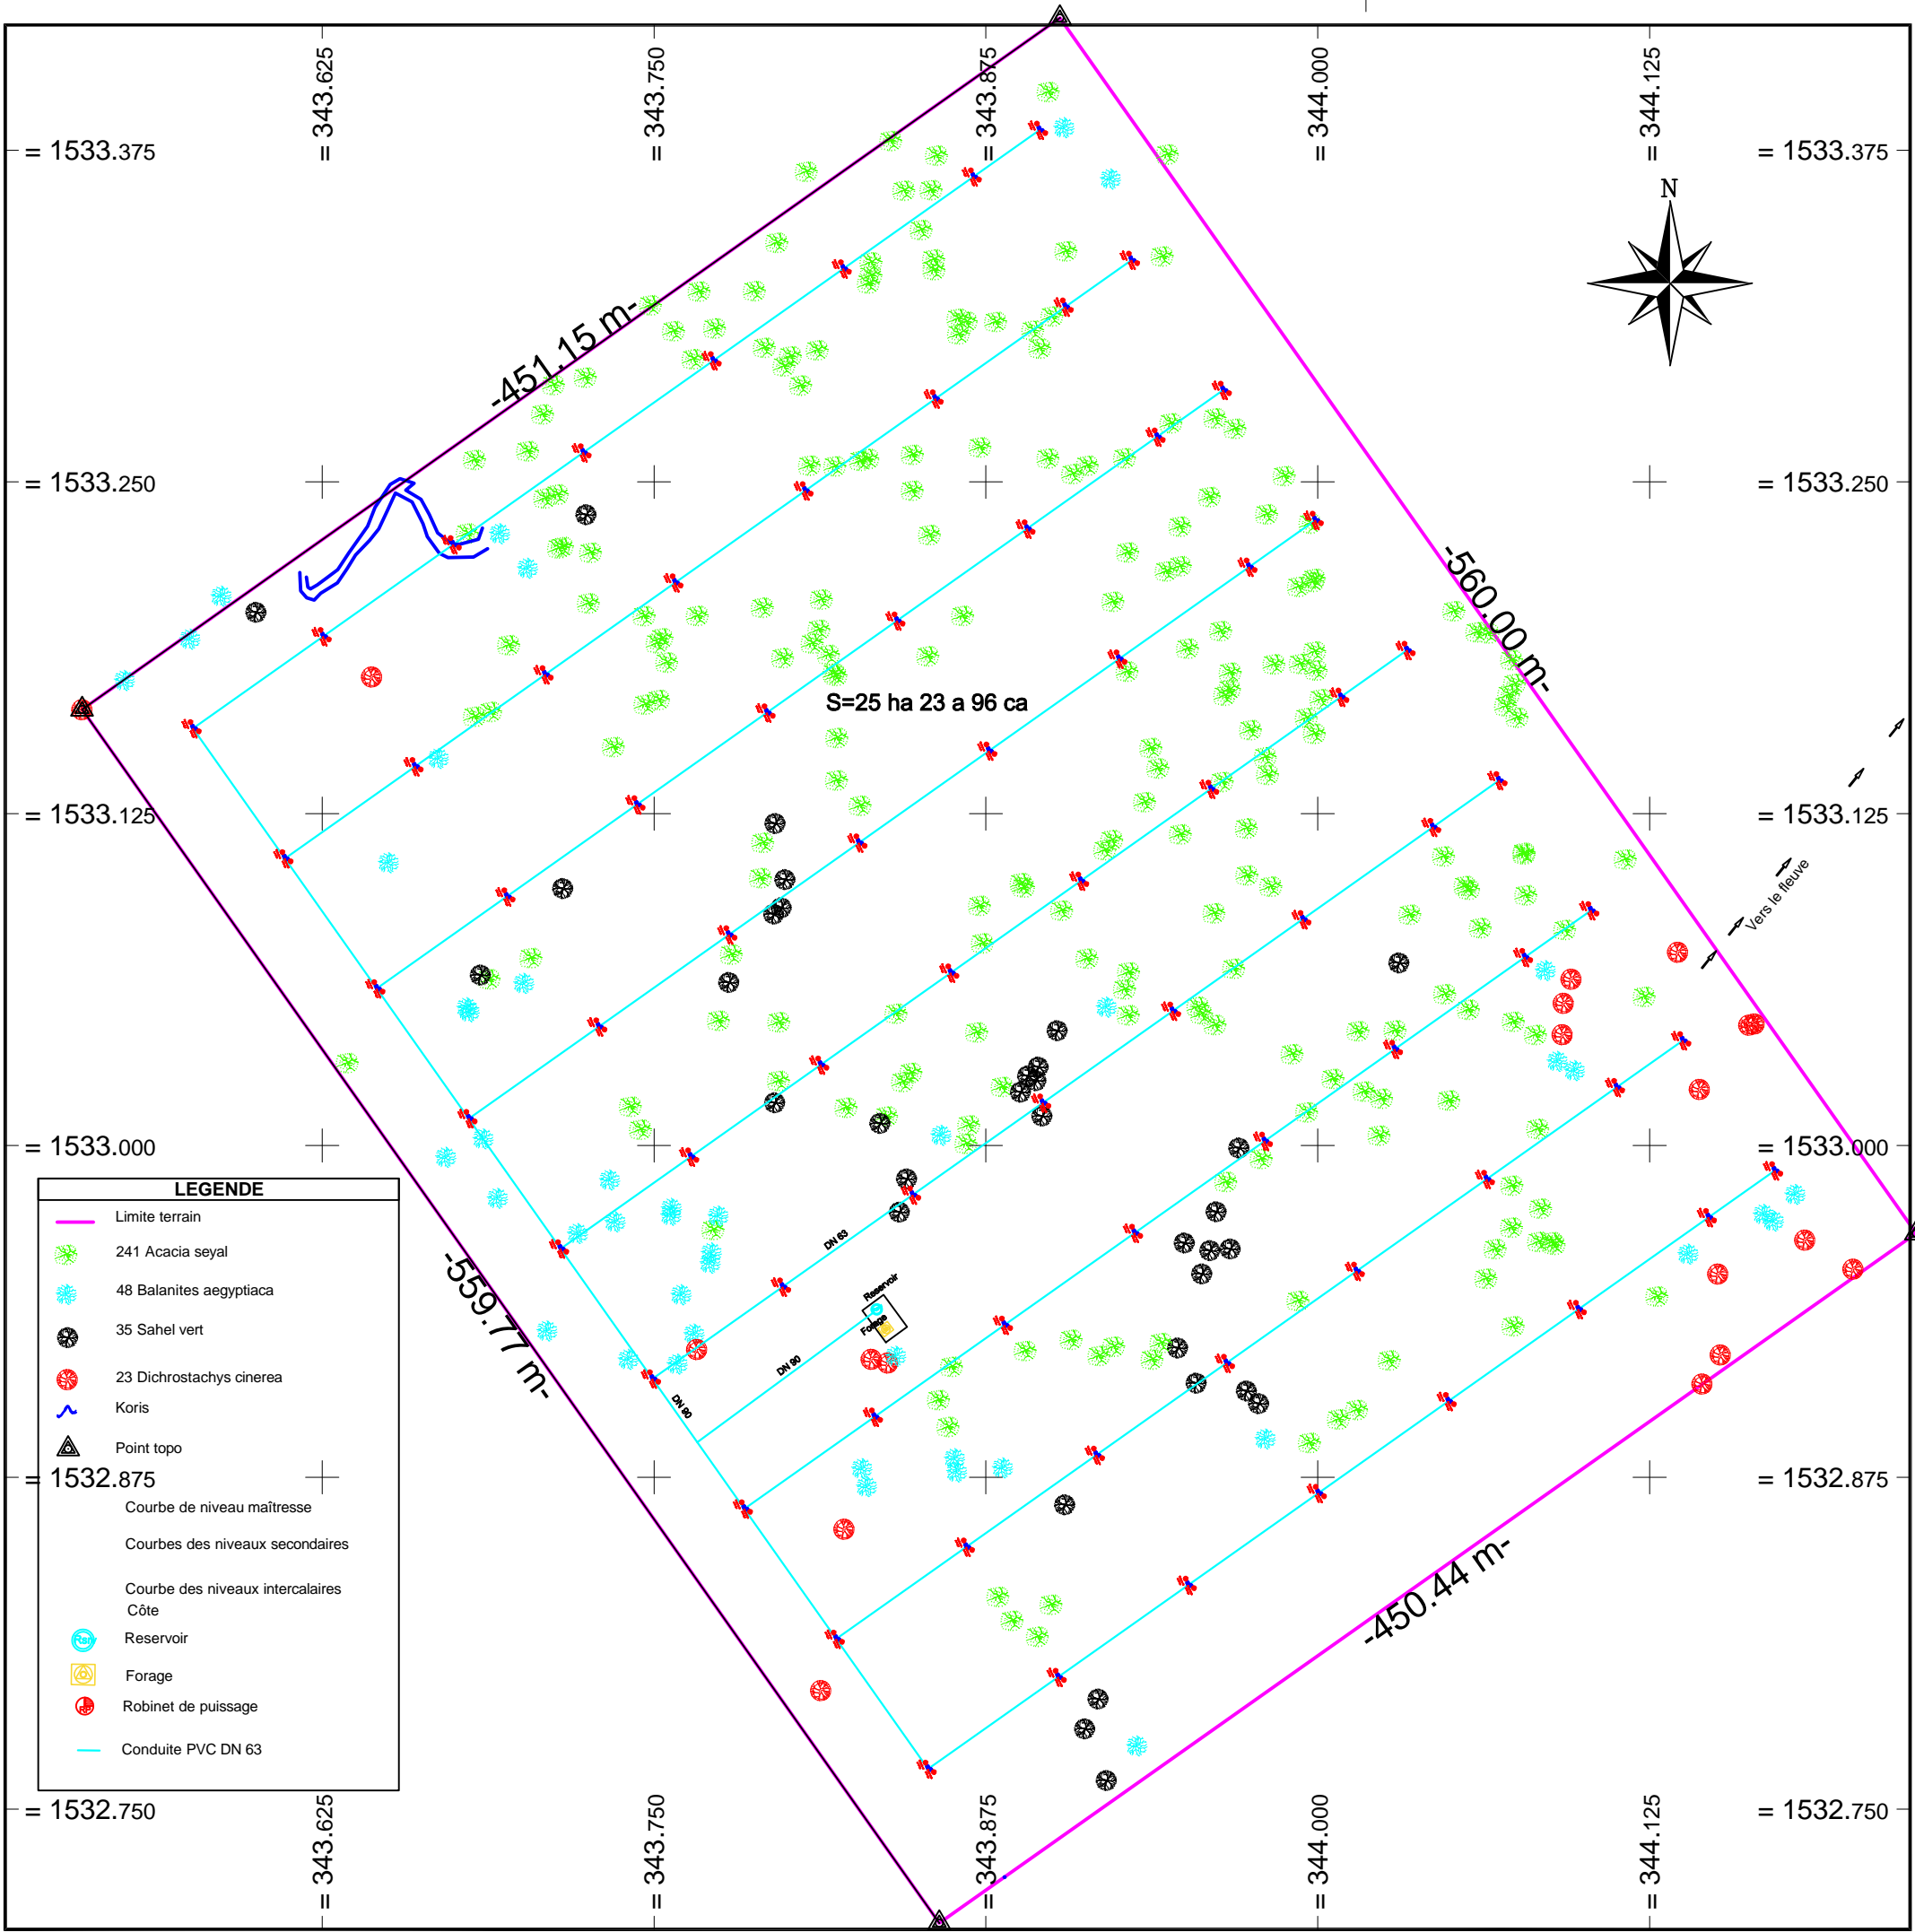 = 343.625
= 343.750
= 343.875
= 344.000
= 344.125
= 1533.375
= 1533.375
N
-451.15 m-
= 1533.250
= 1533.250
-560.00 m-
S=25 ha 23 a 96 ca
= 1533.125
= 1533.125
Vers le fleuve
= 1533.000
= 1533.000
LEGENDE
Limite terrain
241 Acacia seyal
48 Balanites aegyptiaca
35 Sahel vert
23 Dichrostachys cinerea
Koris
Point topo
= 1532.875
= 1532.875
Courbe de niveau maîtresse
Courbes des niveaux secondaires
Courbe des niveaux intercalaires
Côte
Reservoir
Forage
RP
Robinet de puissage
Conduite PVC DN 63
-559.77 m-
DN 63
Reservoir
Forage
DN 90
DN 90
-450.44 m-
= 1532.750
= 1532.750
= 343.625
= 343.750
= 343.875
= 344.000
= 344.125